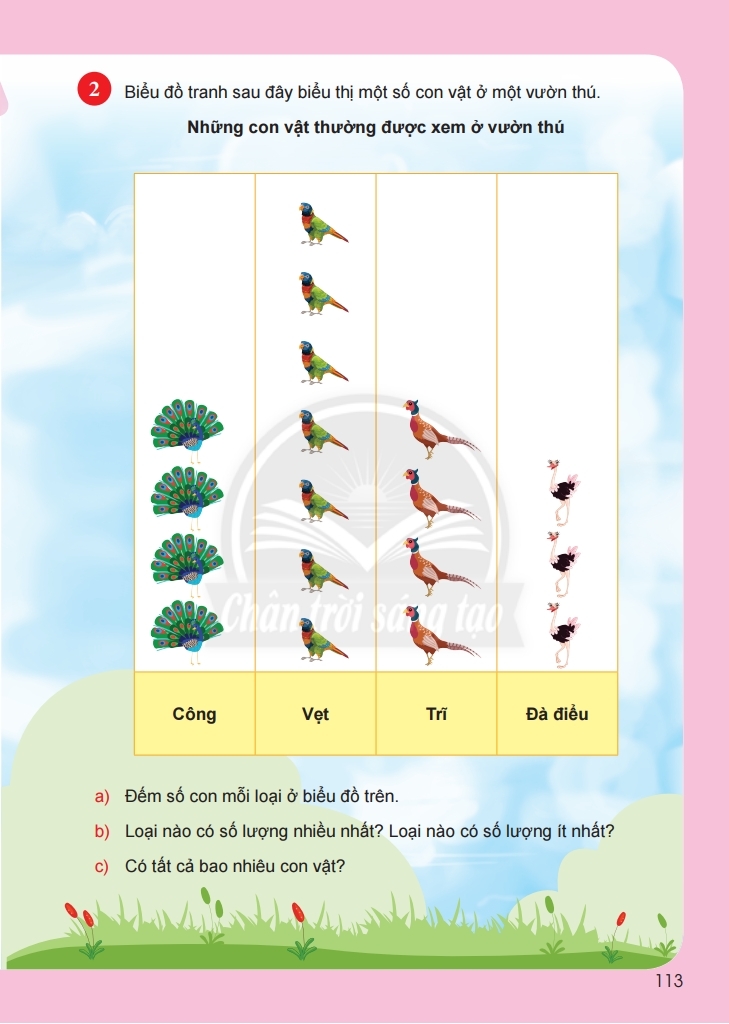 2 Biểu đồ tranh sau đây biểu thị một số con vật ở một vườn thú.
Những con vật thường được xem ở vườn thú
Chân trời sáng tạo
Công Vẹt Trĩ Đà điểu
a) Đếm số con mỗi loại ở biểu đồ trên.
b) Loại nào có số lượng nhiều nhất? Loại nào có số lượng ít nhất?
c) Có tất cả bao nhiêu con vật?
113